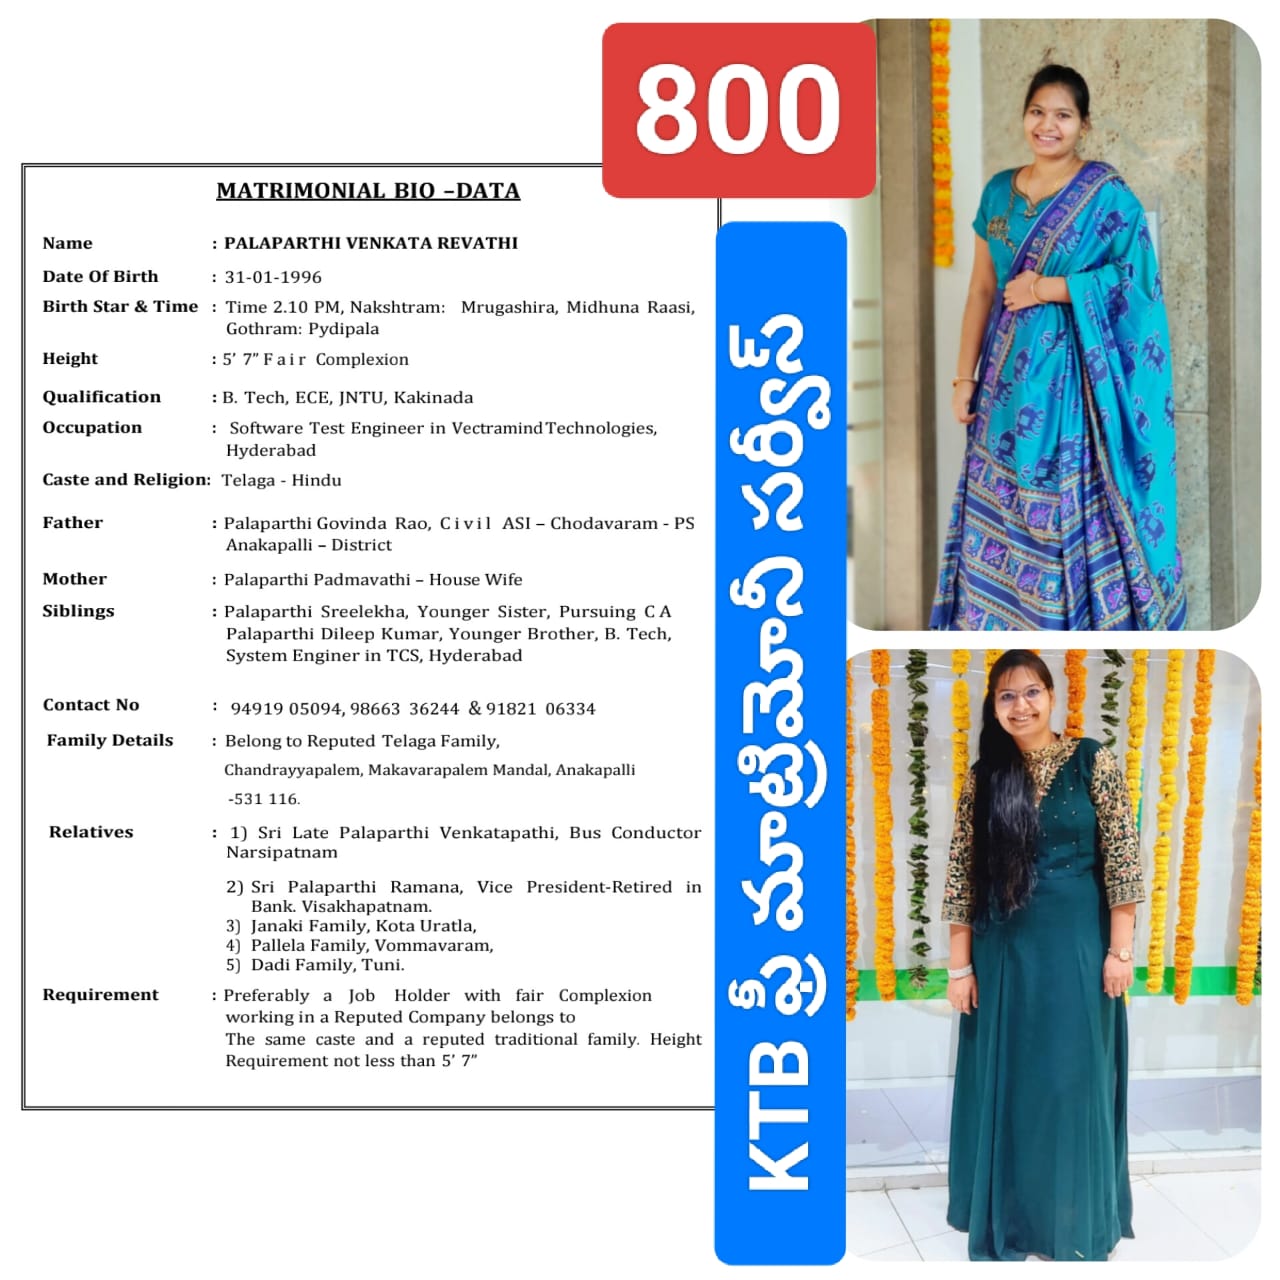 800
MATRIMONIAL BIO –DATA
Name : PALAPARTHI VENKATA REVATHI
Date Of Birth : 31-01-1996
Birth Star & Time : Time 2.10 PM, Nakshtram: Mrugashira, Midhuna Raasi,
Gothram: Pydipala
Height : 5’ 7” Fair Complexion
Qualification : B. Tech, ECE, JNTU, Kakinada
Occupation : Software Test Engineer in Vectramind Technologies,
Hyderabad
Caste and Religion: Telaga - Hindu
Father : Palaparthi Govinda Rao, Civil ASI – Chodavaram - PS
Anakapalli – District
Mother : Palaparthi Padmavathi – House Wife
Siblings : Palaparthi Sreelekha, Younger Sister, Pursuing C A
Palaparthi Dileep Kumar, Younger Brother, B. Tech,
System Enginer in TCS, Hyderabad
Contact No : 94919 05094, 98663 36244 & 91821 06334
Family Details : Belong to Reputed Telaga Family,
Chandrayyapalem, Makavarapalem Mandal, Anakapalli
-531 116.
Relatives : 1) Sri Late Palaparthi Venkatapathi, Bus Conductor
Narsipatnam
2) Sri Palaparthi Ramana, Vice President-Retired in
Bank. Visakhapatnam.
3) Janaki Family, Kota Uratla,
4) Pallela Family, Vommavaram,
5) Dadi Family, Tuni.
Requirement : Preferably a Job Holder with fair Complexion
working in a Reputed Company belongs to
The same caste and a reputed traditional family. Height
Requirement not less than 5’ 7”
KTB ఫ్రీ మాట్రిమోనీ సర్వీస్